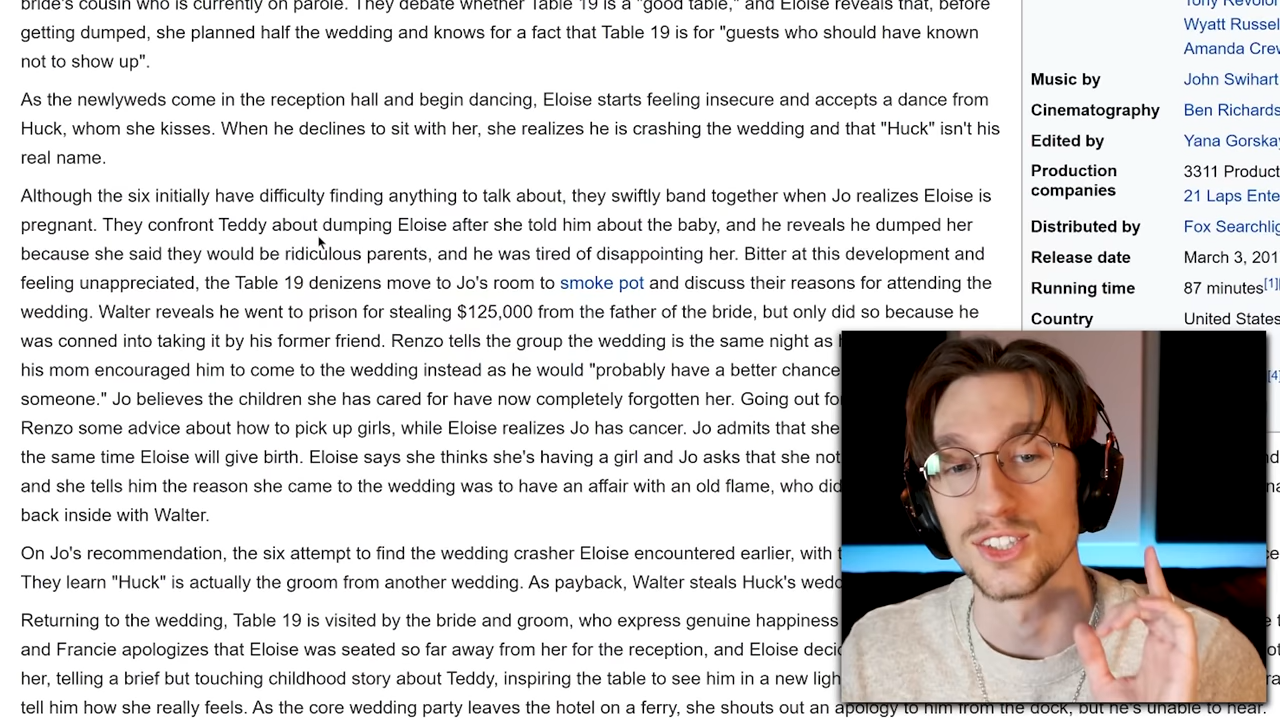 bride's cousin who is currently on parole. They debate whether Table 19 is a "good table," and Eloise reveals that, before
getting dumped, she planned half the wedding and knows for a fact that Table 19 is for "guests who should have known
not to show up".
As the newlyweds come in the reception hall and begin dancing, Eloise starts feeling insecure and accepts a dance from
Huck, whom she kisses. When he declines to sit with her, she realizes he is crashing the wedding and that "Huck" isn't his
real name.
Although the six initially have difficulty finding anything to talk about, they swiftly band together when Jo realizes Eloise is
pregnant. They confront Teddy about dumping Eloise after she told him about the baby, and he reveals he dumped her
because she said they would be ridiculous parents, and he was tired of disappointing her. Bitter at this development and
feeling unappreciated, the Table 19 denizens move to Jo's room to smoke pot and discuss their reasons for attending the
wedding. Walter reveals he went to prison for stealing $125,000 from the father of the bride, but only did so because he
was conned into taking it by his former friend. Renzo tells the group the wedding is the same night as
his mom encouraged him to come to the wedding instead as he would "probably have a better chance
someone." Jo believes the children she has cared for have now completely forgotten her. Going out
Renzo some advice about how to pick up girls, while Eloise realizes Jo has cancer. Jo admits that she
the same time Eloise will give birth. Eloise says she thinks she's having a girl and Jo asks that she not
and she tells him the reason she came to the wedding was to have an affair with an old flame, who
back inside with Walter.
On Jo's recommendation, the six attempt to find the wedding crasher Eloise encountered earlier, with
They learn "Huck" is actually the groom from another wedding. As payback, Walter steals Huck's
Returning to the wedding, Table 19 is visited by the bride and groom, who express genuine happiness
and Francie apologizes that Eloise was seated so far away from her for the reception, and Eloise
her, telling a brief but touching childhood story about Teddy, inspiring the table to see him in a new
tell him how she really feels. As the core wedding party leaves the hotel on a ferry, she shouts out an apology to him from the dock, but he's unable to hear.
Tony
Wyatt Russel
Amanda Crew
Music by John Swihart
Cinematography Ben Richards
Edited by Yana Gorska
Production
companies
3311 Product
21 Laps Ente
Distributed by Fox Searchlig
Release date March 3, 201
Running time 87 minutes[1]
Country United States
[4]